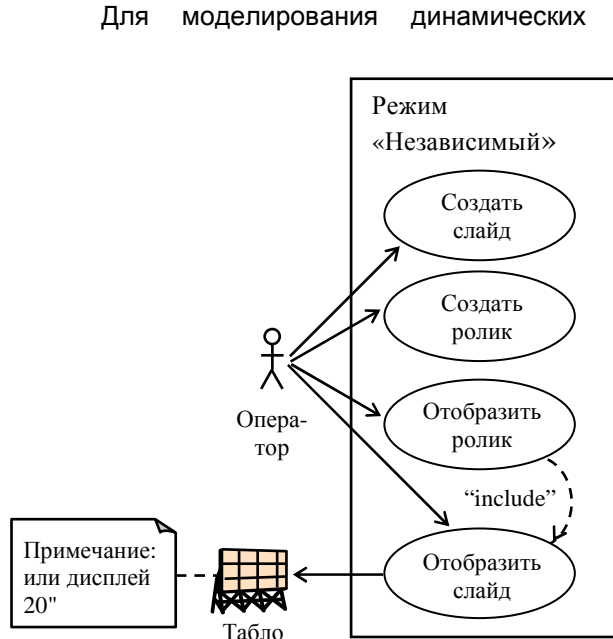 Для моделирования динамических
Режим
«Независимый»
Создать
слайд
Создать
ролик
Опера-
тор
Отобразить
ролик
“include”
Примечание:
или дисплей
20"
Отобразить
слайд
Табло